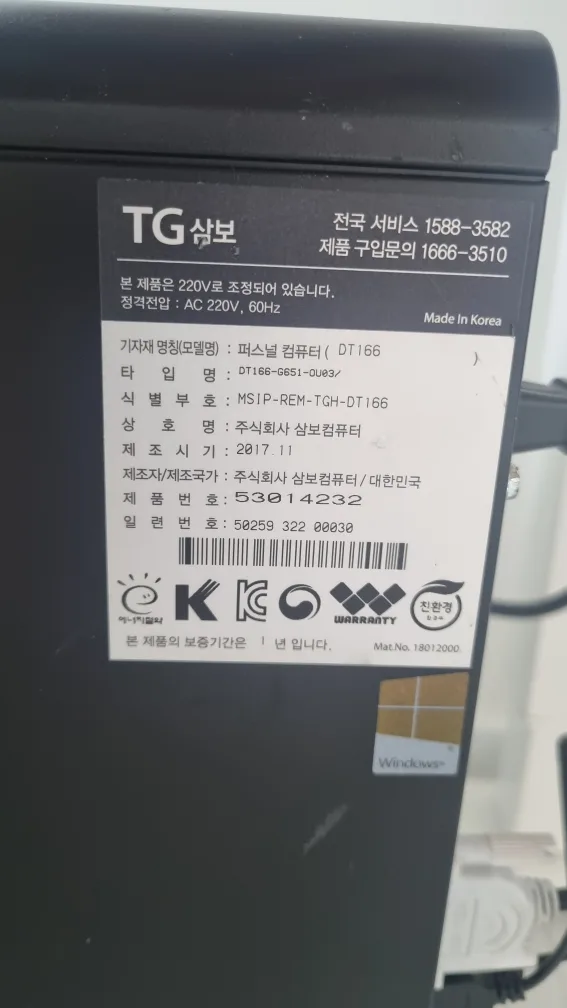 TG삼보
전국 서비스 1588-3582
제품 구입문의 1666-3510
본 제품은 220V로 조정되어 있습니다.
정격전압 : AC 220V, 60Hz
Made In Korea
기자재 명칭(모델명) : 퍼스널 컴퓨터( DT166 )
타 입 명 : DT166-G651-0U03/
식 별 부 호 : MSIP-REM-TGH-DT166
상 호 명 : 주식회사 삼보컴퓨터
제 조 시 기 : 2017.11
제조자/제조국가 : 주식회사 삼보컴퓨터/대한민국
제 품 번 호 : 53014232
일 련 번 호 : 50259 322 00030
에너지절약
K
WARRANTY
친환경
본 제품의 보증기간은 1 년 입니다.
Mat.No. 18012000.
Windows